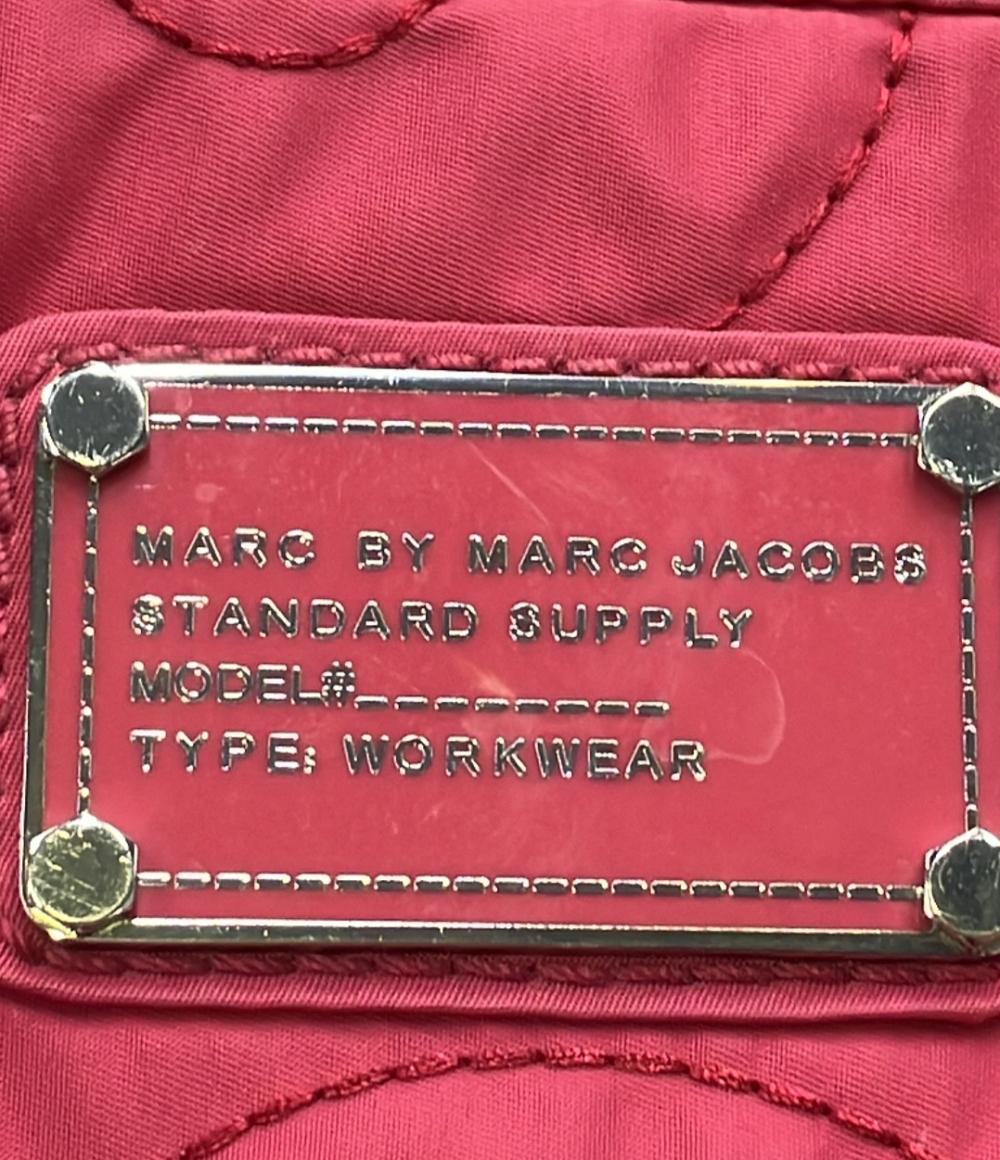 MARC BY MARC JACOBS
STANDARD SUPPLY
MODEL#_________
TYPE: WORKWEAR